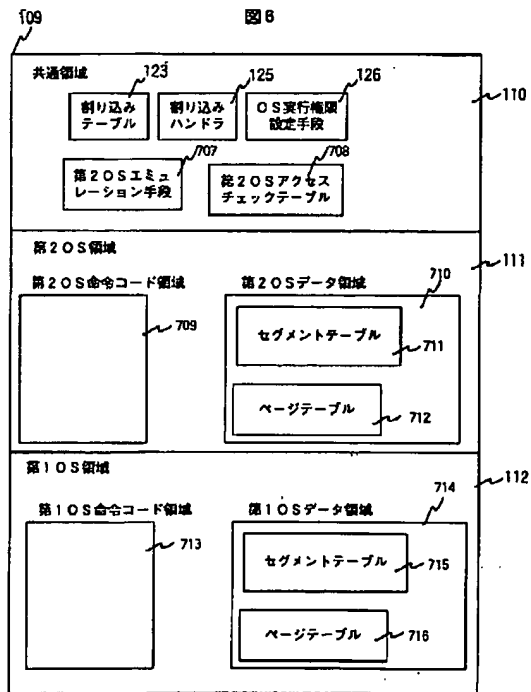 109
図6
共通領域
123
125
126
110
割り込み
テーブル
割り込み
ハンドラ
OS実行権限
設定手段
707
708
第2OSエミュ
レーション手段
第2OSアクセス
チェックテーブル
第2OS領域
111
第2OS命令コード領域
第2OSデータ領域
710
709
セグメントテーブル
711
ページテーブル
712
第1OS領域
112
第1OS命令コード領域
第1OSデータ領域
714
713
セグメントテーブル
715
ページテーブル
716